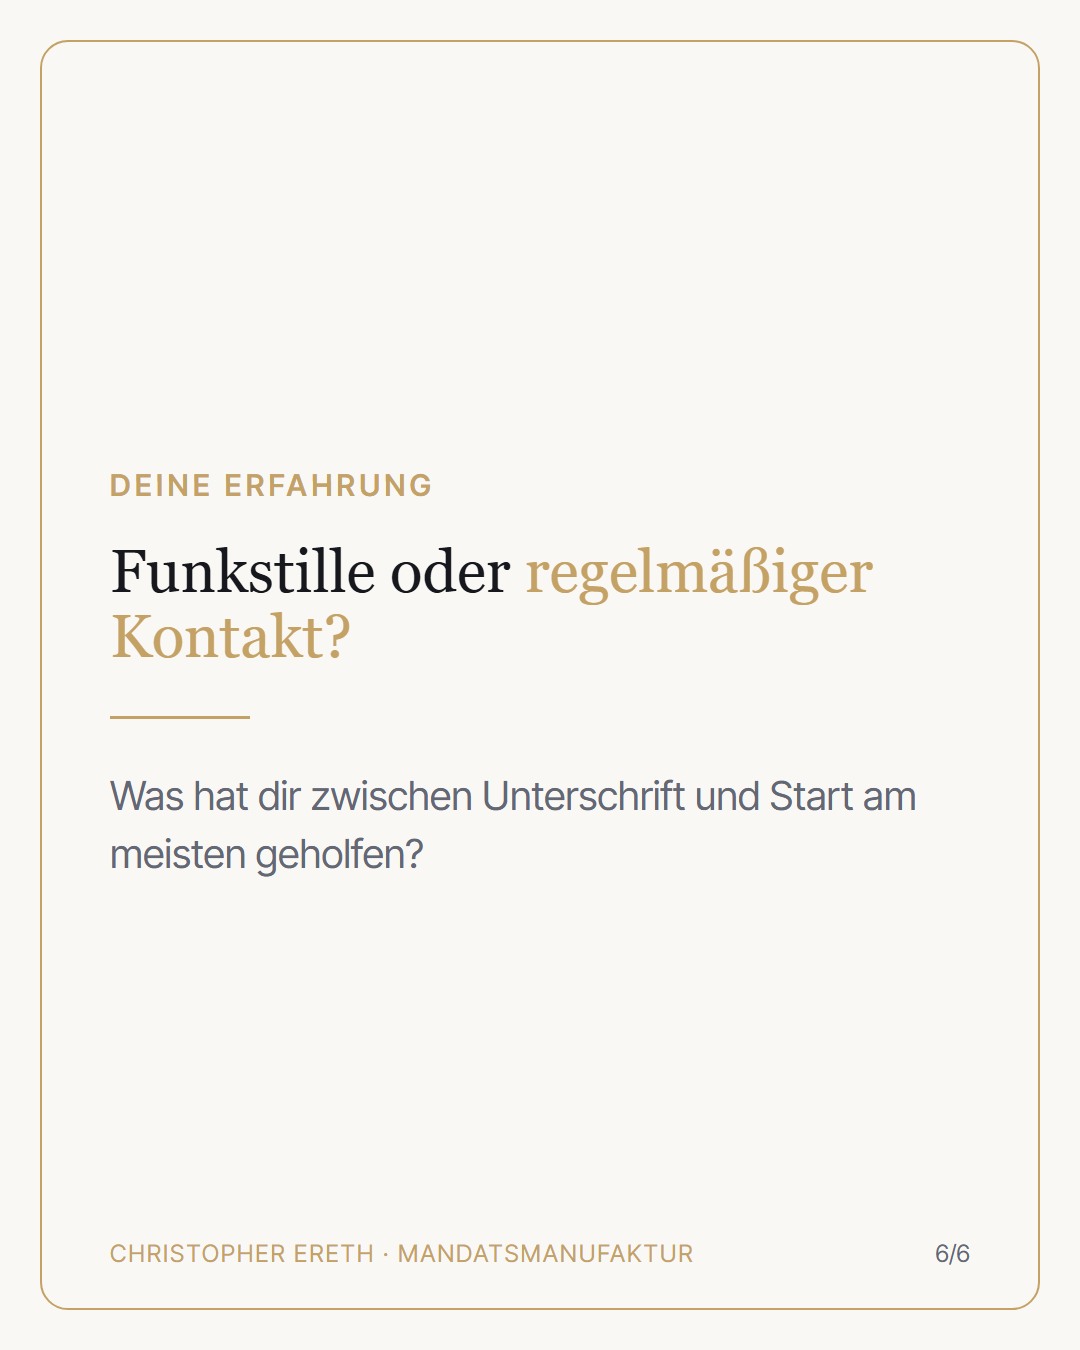 DEINE ERFAHRUNG
Funkstille oder regelmäßiger
Kontakt?
Was hat dir zwischen Unterschrift und Start am
meisten geholfen?
CHRISTOPHER ERETH · MANDATSMANUFAKTUR
6/6